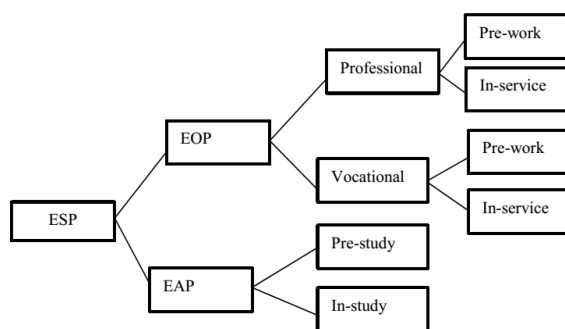 Pre-work
Professional
In-service
EOP
Pre-work
Vocational
In-service
ESP
Pre-study
EAP
In-study